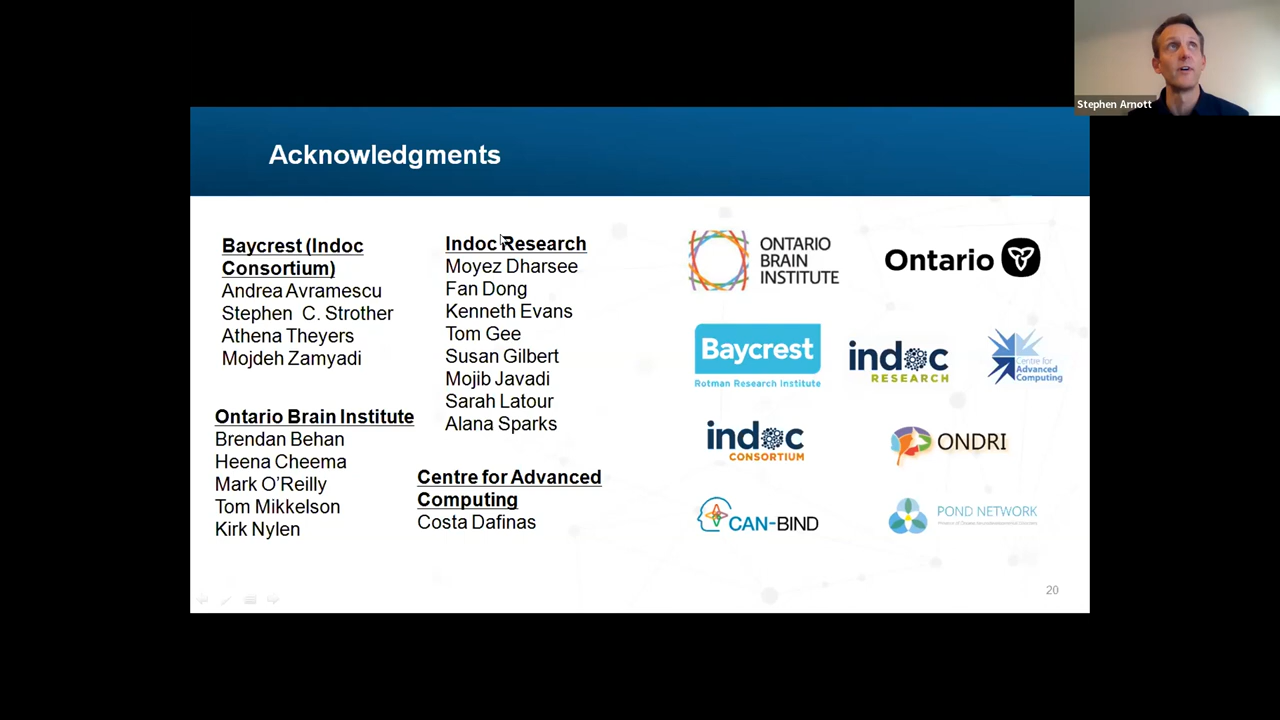 Stephen Arnott
Acknowledgments
Baycrest (Indoc
Consortium)
Andrea Avramescu
Stephen C. Strother
Athena Theyers
Mojdeh Zamyadi
Ontario Brain Institute
Brendan Behan
Heena Cheema
Mark O'Reilly
Tom Mikkelson
Kirk Nylen
Indoc Research
Moyez Dharsee
Fan Dong
Kenneth Evans
Tom Gee
Susan Gilbert
Mojib Javadi
Sarah Latour
Alana Sparks
Centre for Advanced
Computing
Costa Dafinas
ONTARIO
BRAIN
INSTITUTE
Ontario
Baycrest
Rotman Research Institute
indoc
RESEARCH
Centre for
Advanced
Computing
indoc
CONSORTIUM
ONDRI
CAN-BIND
POND NETWORK
20